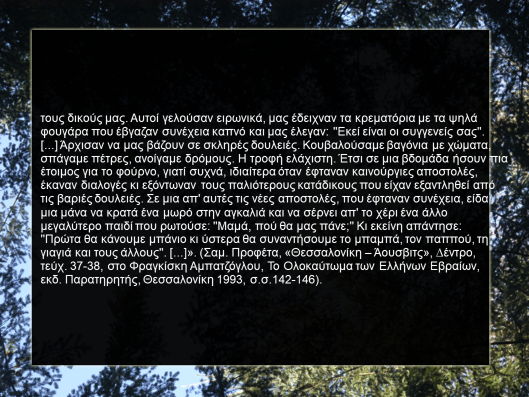 τους δικούς μας. Αυτοί γελούσαν ειρωνικά, μας έδειχναν τα κρεματόρια με τα ψηλά
φουγάρα που έβγαζαν συνέχεια καπνό και μας έλεγαν: "Εκεί είναι οι συγγενείς σας".
[...] Άρχισαν να μας βάζουν σε σκληρές δουλειές. Κουβαλούσαμε βαγόνια με χώματα,
σπάγαμε πέτρες, ανοίγαμε δρόμους. Η τροφή ελάχιστη. Έτσι σε μια βδομάδα ήσουν πια
έτοιμος για το φούρνο, γιατί συχνά, ιδιαίτερα όταν έφταναν καινούργιες αποστολές,
έκαναν διαλογές κι εξόντωναν τους παλιότερους κατάδικους που είχαν εξαντληθεί από
τις βαριές δουλειές. Σε μια απ' αυτές τις νέες αποστολές, που έφταναν συνέχεια, είδα
μια μάνα να κρατά ένα μωρό στην αγκαλιά και να σέρνει απ' το χέρι ένα άλλο
μεγαλύτερο παιδί που ρωτούσε: "Μαμά, πού θα μας πάνε;" Κι εκείνη απάντησε:
"Πρώτα θα κάνουμε μπάνιο κι ύστερα θα συναντήσουμε το μπαμπά, τον παππού, τη
γιαγιά και τους άλλους". [...]». (Σαμ. Προφέτα, «Θεσσαλονίκη – Άουσβιτς», Δέντρο,
τεύχ. 37-38, στο Φραγκίσκη Αμπατζόγλου, Το Ολοκαύτωμα των Ελλήνων Εβραίων,
εκδ. Παρατηρητής, Θεσσαλονίκη 1993, σ.σ.142-146).